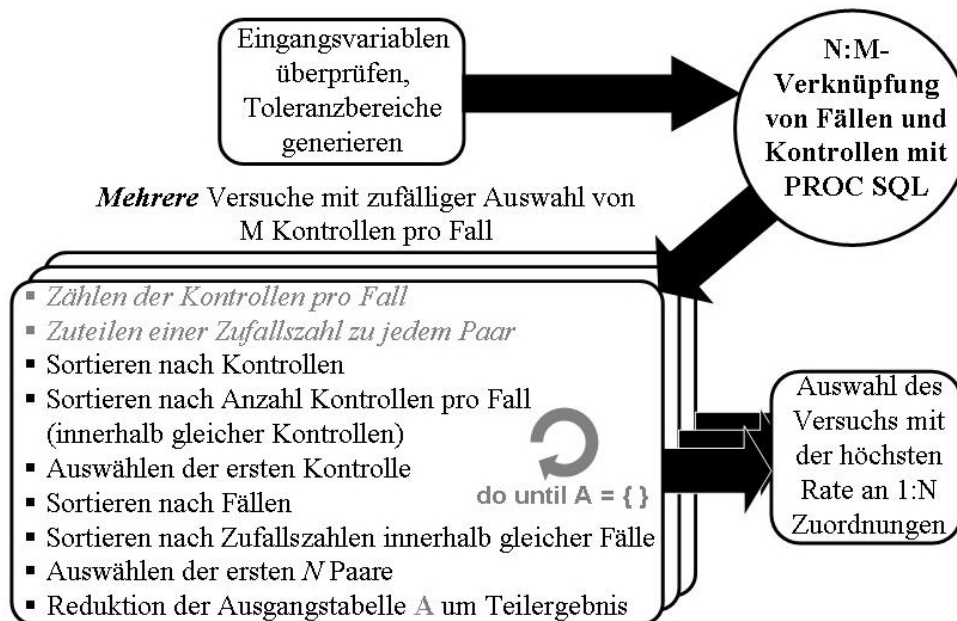 Eingangsvariablen
überprüfen,
Toleranzbereiche
generieren
N:M-
Verknüpfung
von Fällen und
Kontrollen mit
PROC SQL
Mehrere Versuche mit zufälliger Auswahl von
M Kontrollen pro Fall
▪ Zählen der Kontrollen pro Fall
▪ Zuteilen einer Zufallszahl zu jedem Paar
▪ Sortieren nach Kontrollen
▪ Sortieren nach Anzahl Kontrollen pro Fall
(innerhalb gleicher Kontrollen)
▪ Auswählen der ersten Kontrolle
▪ Sortieren nach Fällen
▪ Sortieren nach Zufallszahlen innerhalb gleicher Fälle
▪ Auswählen der ersten N Paare
▪ Reduktion der Ausgangstabelle A um Teilergebnis
do until A = { }
Auswahl des
Versuchs mit
der höchsten
Rate an 1:N
Zuordnungen